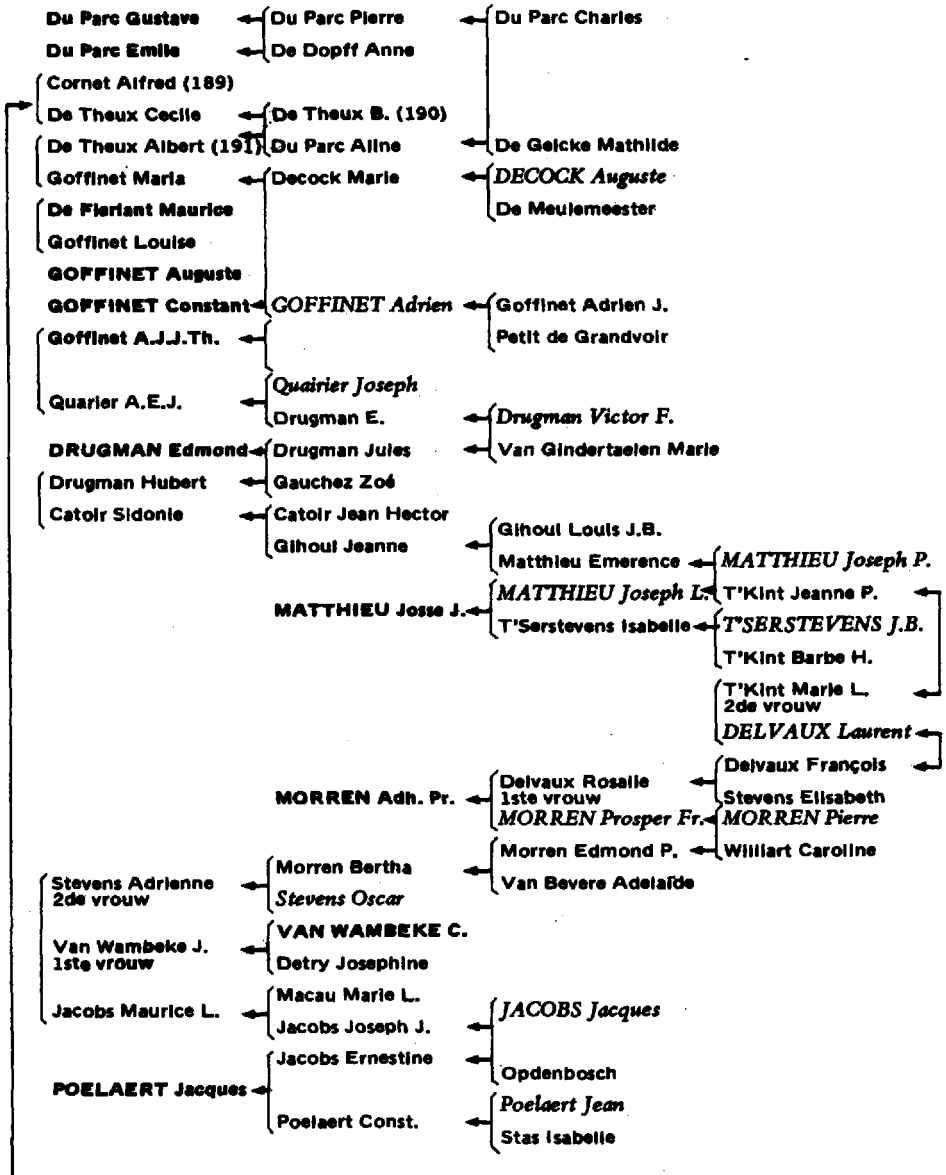 Du Parc Gustave Du Parc Pierre Du Parc Charles
Du Parc Emile De Dopff Anne
Cornet Alfred (189)
De Theux Cecile De Theux B. (190)
De Theux Albert (191) Du Parc Aline De Gelcke Mathilde
Goffinet Maria Decock Marie DECOCK Auguste
De Fierlant Maurice De Meulemeester
Goffinet Louise
GOFFINET Auguste
GOFFINET Constant GOFFINET Adrien Goffinet Adrien J.
Goffinet A.J.J.Th. Petit de Grandvoir
Quairier Joseph
Quarier A.E.J. Drugman E. Drugman Victor F.
DRUGMAN Edmond Drugman Jules Van Gindertaelen Marie
Drugman Hubert Gauchez Zoé
Catoir Sidonie Catoir Jean Hector
Gihoul Jeanne Gihoul Louis J.B.
Matthieu Emerence MATTHIEU Joseph P.
MATTHIEU Josse J. MATTHIEU Joseph L. T'Kint Jeanne P.
T'Serstevens Isabelle T'SERSTEVENS J.B.
T'Kint Barbe H.
T'Kint Marie L.
2de vrouw
DELVAUX Laurent
Delvaux Rosalie Delvaux François
MORREN Adh. Pr. 1ste vrouw Stevens Elisabeth
MORREN Prosper Fr. MORREN Pierre
Morren Edmond P. Williart Caroline
Stevens Adrienne Morren Bertha Van Bevere Adelaïde
2de vrouw Stevens Oscar
Van Wambeke J. VAN WAMBEKE C.
1ste vrouw Detry Josephine
Jacobs Maurice L. Macau Marie L. JACOBS Jacques
Jacobs Joseph J.
Jacobs Ernestine Opdenbosch
POELAERT Jacques Poelaert Jean
Poelaert Const. Stas Isabelle